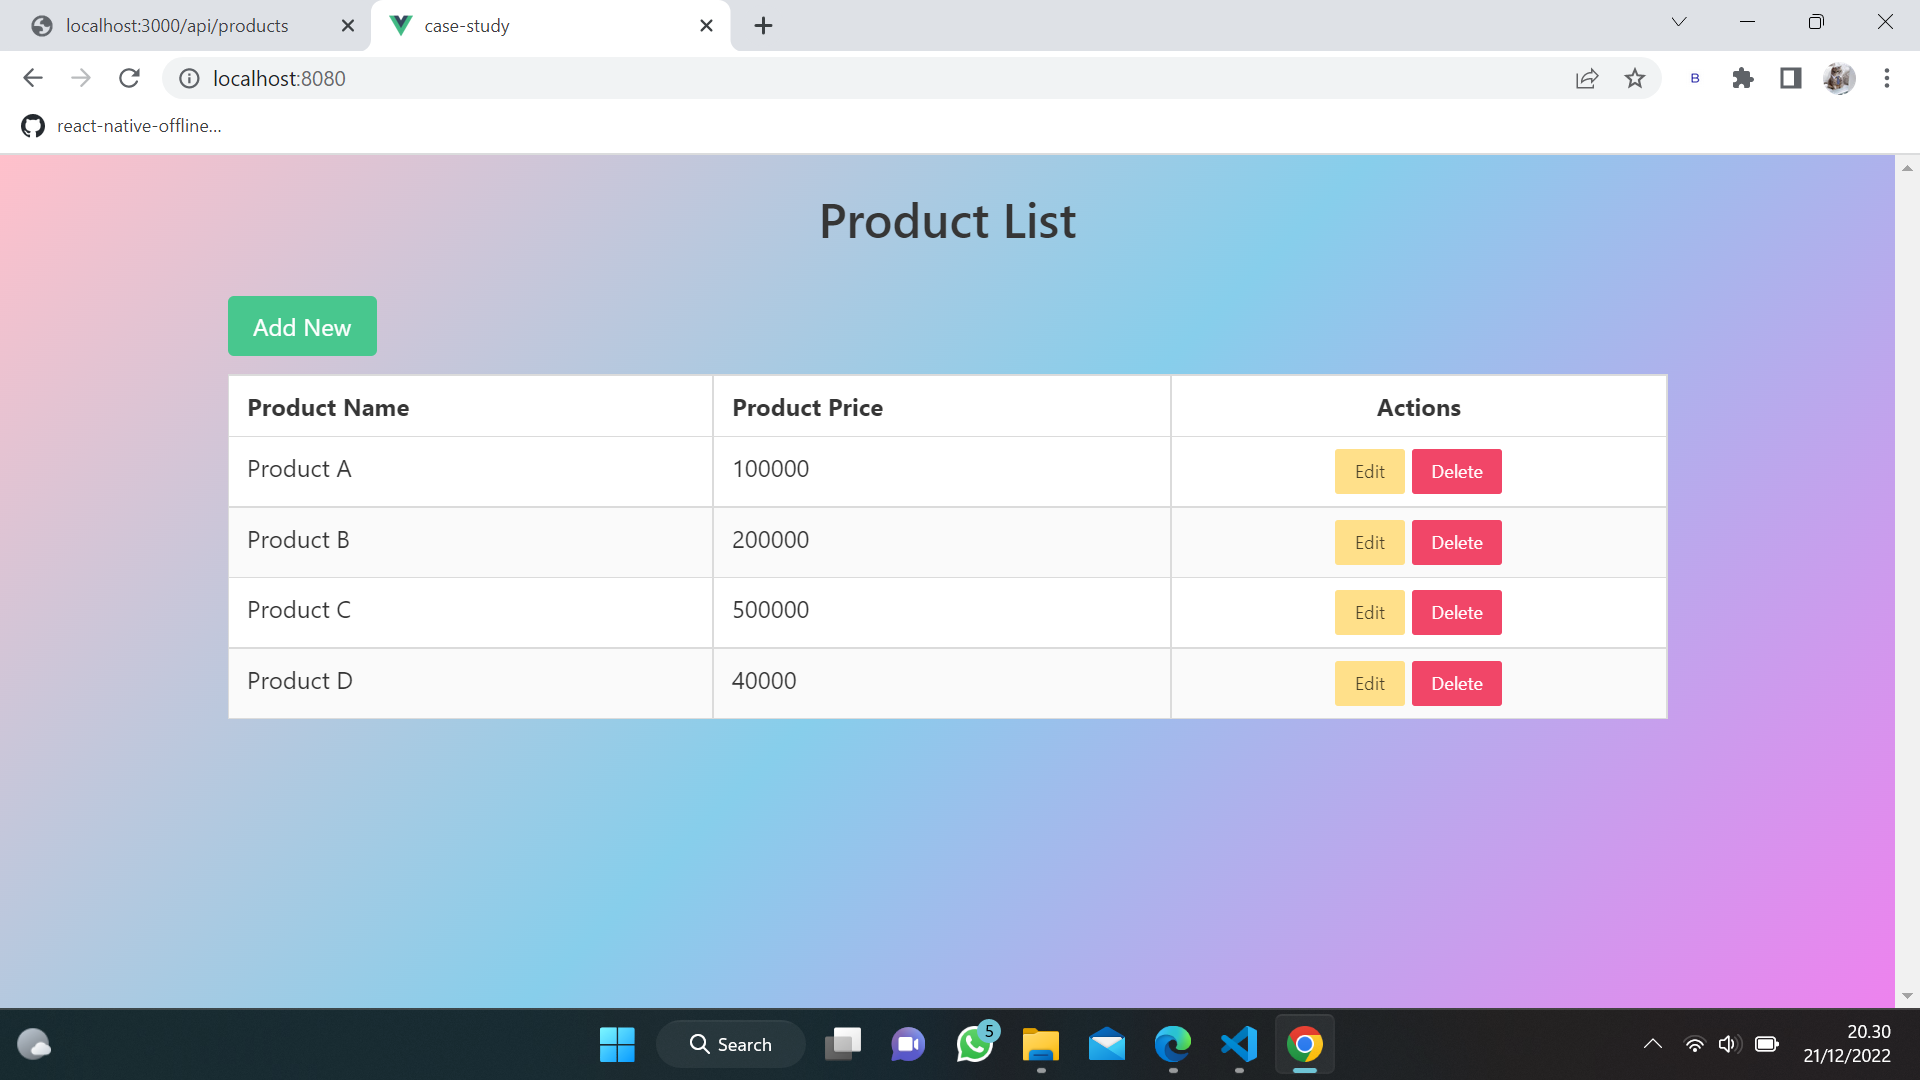 localhost:3000/api/products
case-study
localhost:8080
B
react-native-offline...
Product List
Add New
Product Name Product Price Actions
Product A 100000 Edit Delete
Product B 200000 Edit Delete
Product C 500000 Edit Delete
Product D 40000 Edit Delete
Search
5
20.30
21/12/2022